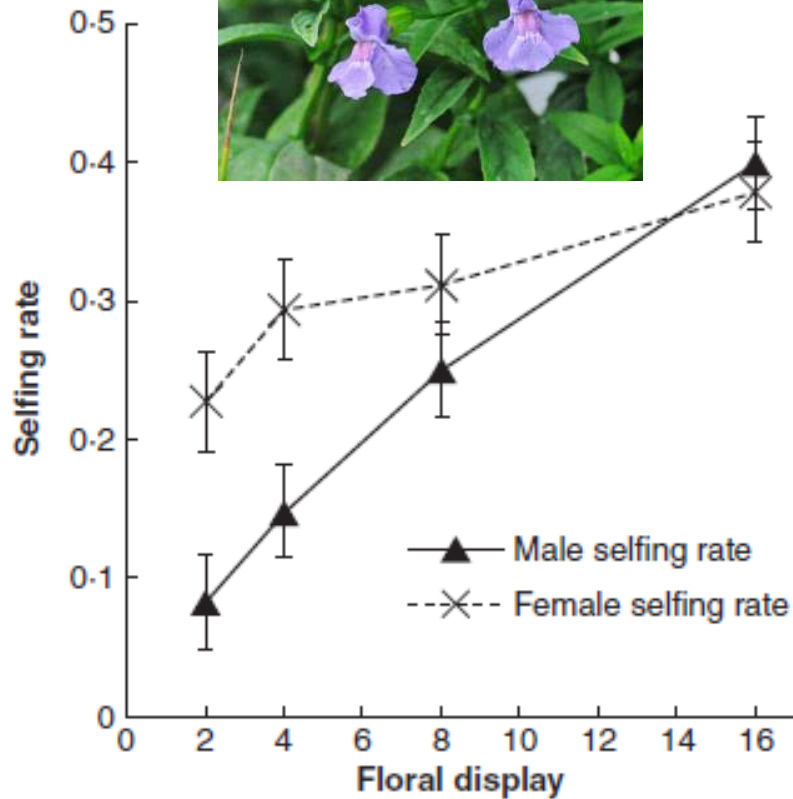 0·5
0·4
0·3
0·2
0·1
0
Selfing rate
Male selfing rate
Female selfing rate
0 2 4 6 8 10 12 14 16
Floral display